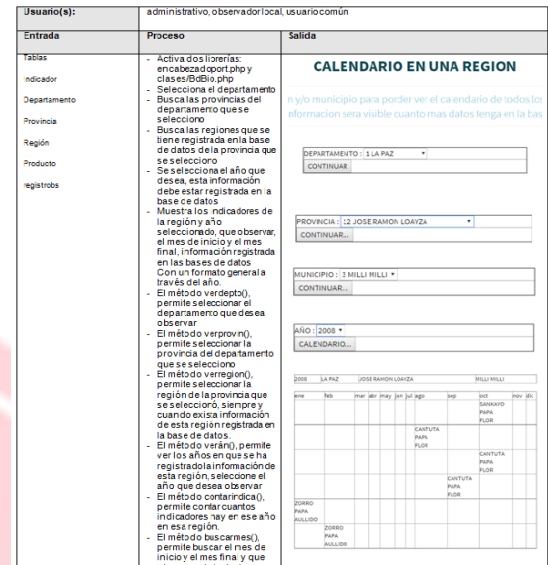 Usuario(s):
administrativo, observador local, usuario común
Entrada
Proceso
Salida
Tablas
Indicador
Departamento
Provincia
Región
Producto
registrobs
- Activa dos librerías:
encabezadoport.php y
clases/BdBio.php
- Selecciona el departamento
- Busca las provincias del
departamento que se
selecciono
- Busca las regiones que se
tiene registrada en la base
de datos de la provincia que
se selecciono
- Se selecciona el año que
desea, esta información
debe estar registrada en la
base de datos
- Muestra los indicadores de
la región y año
seleccionado, que observar,
el mes de inicio y el mes
final, información registrada
en las bases de datos
Con un formato general a
través del año.
- El método verdepto(),
permite seleccionar el
departamento que desea
observar
- El método verprovin(),
permite seleccionar la
provincia del departamento
que se selecciono
- El método verregion(),
permite seleccionar la
región de la provincia que
se seleccionó, siempre y
cuando exista información
de esta región registrada en
la base de datos.
- El método verán(), permite
ver los años en que se ha
registrado la información de
esta región, seleccione el
año que desea observar
- El método contarindica(),
permite contar cuantos
indicadores hay en ese año
en esa región.
- El método buscarmes(),
permite buscar el mes de
inicio y el mes final y que
CALENDARIO EN UNA REGION
n y/o municipio para porder ver el calendario de todos los
nformacion sera visible cuanto mas datos tenga en la bas
DEPARTAMENTO : 1 LA PAZ
CONTINUAR
PROVINCIA : 12 JOSE RAMON LOAYZA
CONTINUAR...
MUNICIPIO : 3 MILLI MILLI
CONTINUAR...
AÑO : 2008
CALENDARIO...
2008 LA PAZ JOSE RAMON LOAYZA MILLI MILLI
ene feb mar abr may jun jul ago sep oct nov dic
SANKAYO
PAPA
FLOR
CANTUTA
PAPA
FLOR
CANTUTA
PAPA
FLOR
CANTUTA
PAPA
FLOR
ZORRO
PAPA
AULLIDO
ZORRO
PAPA
AULLIDO